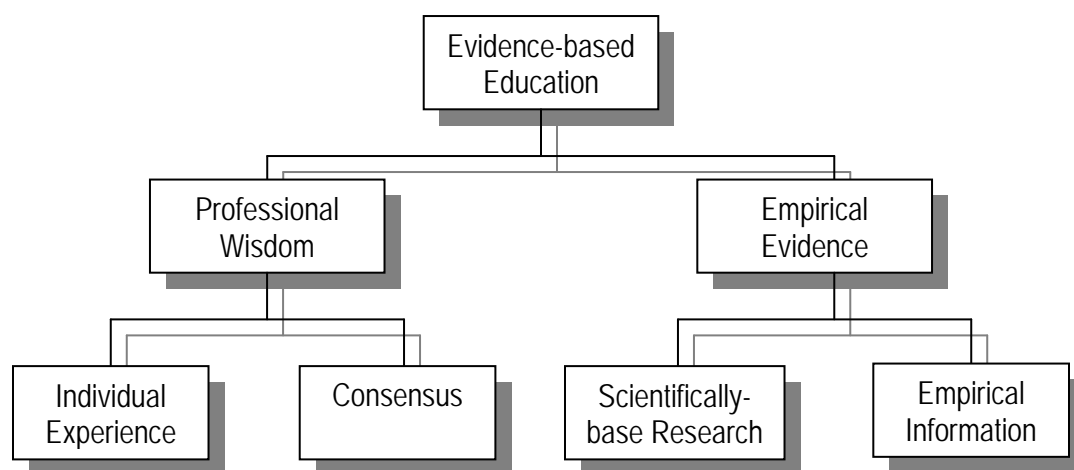 Evidence-based
Education
Professional
Wisdom
Empirical
Evidence
Individual
Experience
Consensus
Scientifically-
base Research
Empirical
Information